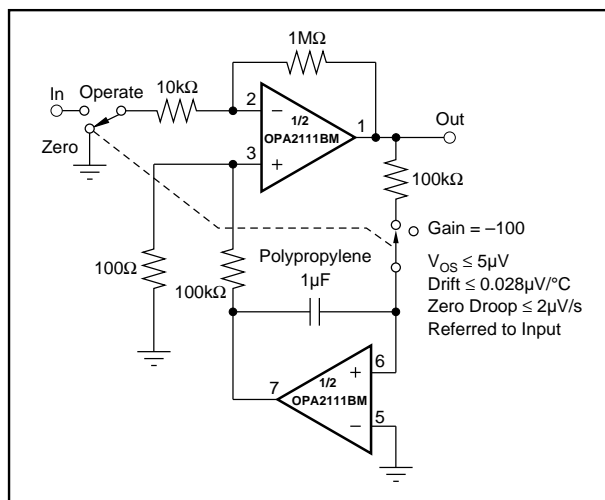 1MΩ
In
Operate
10kΩ
2
–
1/2
OPA2111BM
1
Out
Zero
3
+
100kΩ
Gain = –100
100Ω
100kΩ
Polypropylene
1µF
VOS ≤ 5µV
Drift ≤ 0.028µV/°C
Zero Droop ≤ 2µV/s
Referred to Input
7
1/2
OPA2111BM
+
6
–
5